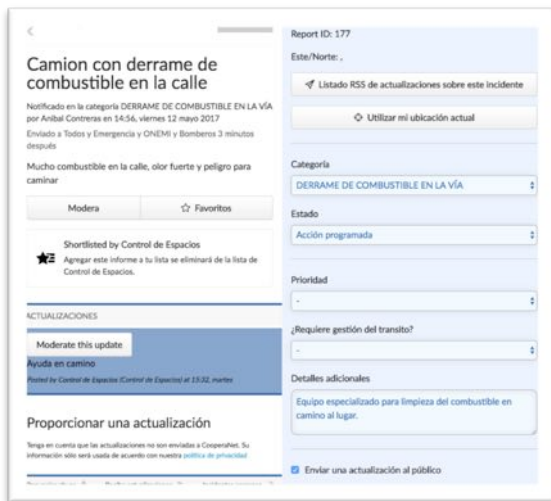 Camion con derrame de
combustible en la calle
Notificado en la categoría DERRAME DE COMBUSTIBLE EN LA VÍA
por Anibal Contreras en 14:56, viernes 12 mayo 2017
Enviado a Todos y Emergencia y ONEMI y Bomberos 3 minutos
después
Mucho combustible en la calle, olor fuerte y peligro para
caminar
Modera
Favoritos
Shortlisted by Control de Espacios
Agregar este informe a tu lista se eliminará de la lista de
Control de Espacios.
ACTUALIZACIONES
Moderate this update
Ayuda en camino
Posted by Control de Espacios (Control de Espacios) at 15:32, martes
Proporcionar una actualización
Tenga en cuenta que las actualizaciones no son enviadas a CooperaNet. Su
información sólo será usada de acuerdo con nuestra política de privacidad
Report ID: 177
Este/Norte: ,
Listado RSS de actualizaciones sobre este incidente
Utilizar mi ubicación actual
Categoría
DERRAME DE COMBUSTIBLE EN LA VÍA
Estado
Acción programada
Prioridad
-
¿Requiere gestión del transito?
-
Detalles adicionales
Equipo especializado para limpieza del combustible en
camino al lugar.
Enviar una actualización al público